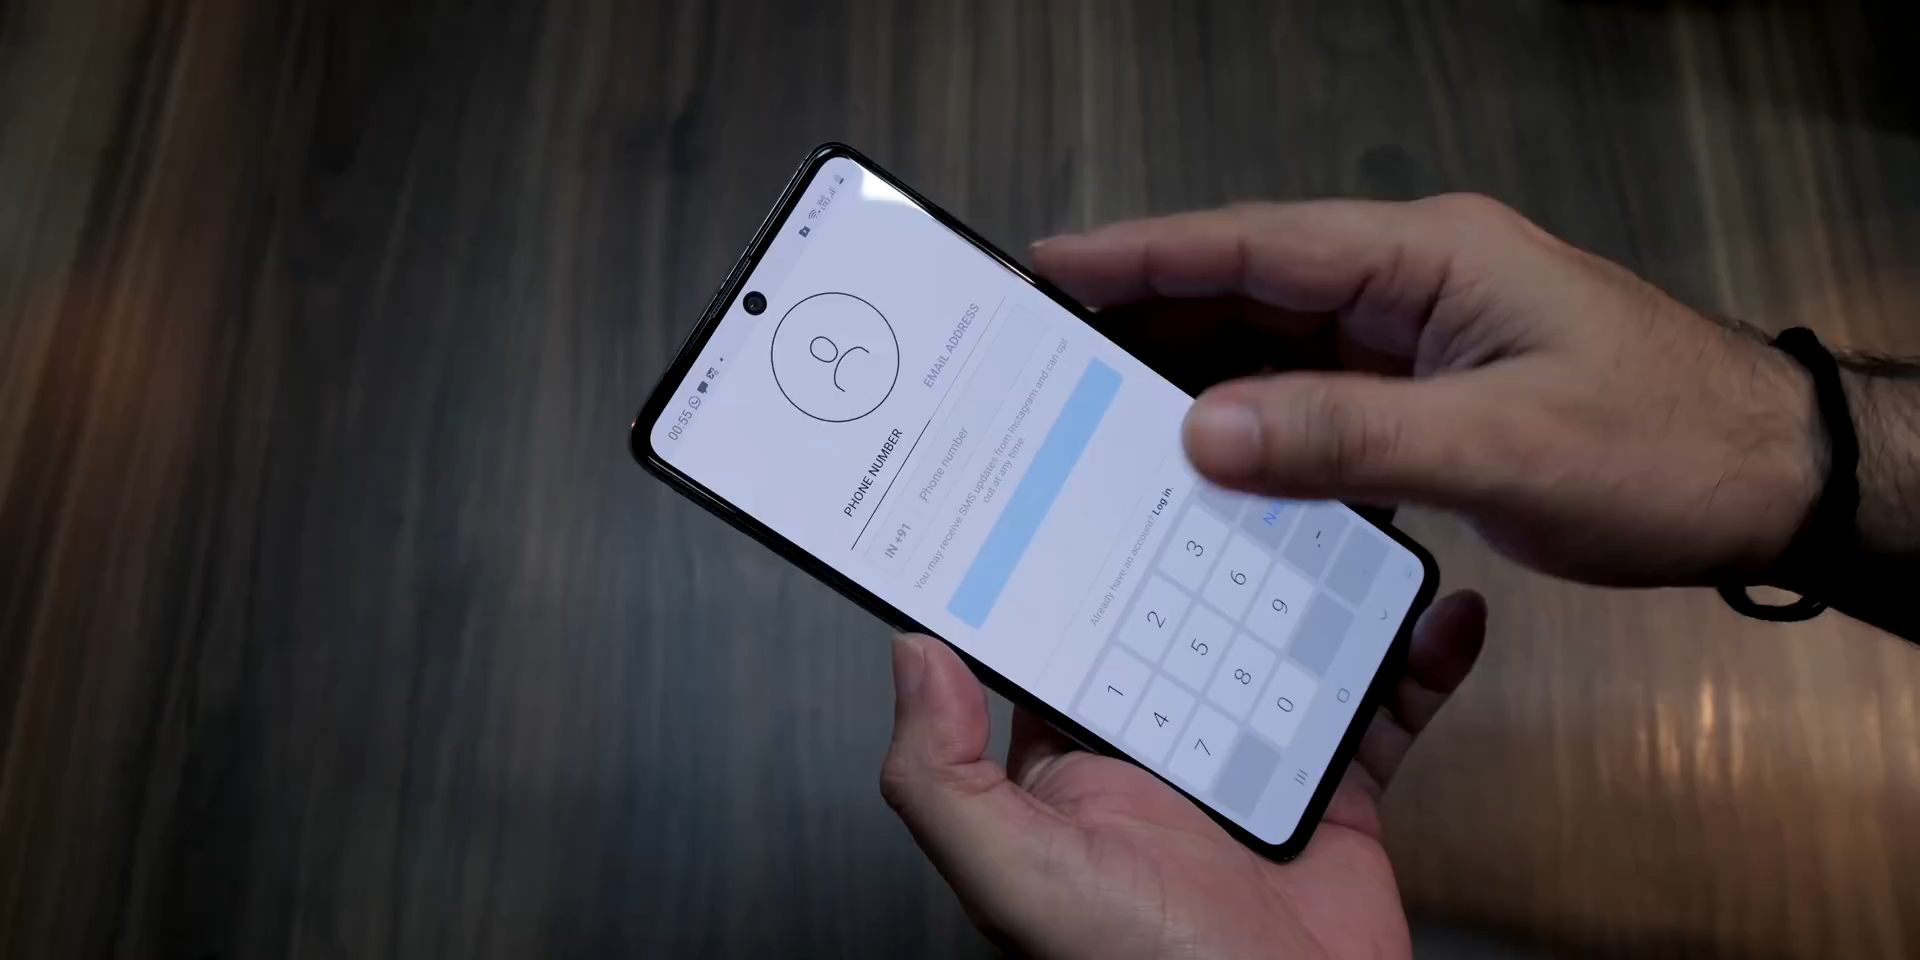 00:55
PHONE NUMBER
EMAIL ADDRESS
IN +91
Phone number
You may receive SMS updates from Instagram and can opt
out at any time.
Already have an account? Log in.
1 2 3
4 5 6
7 8 9
0 .-